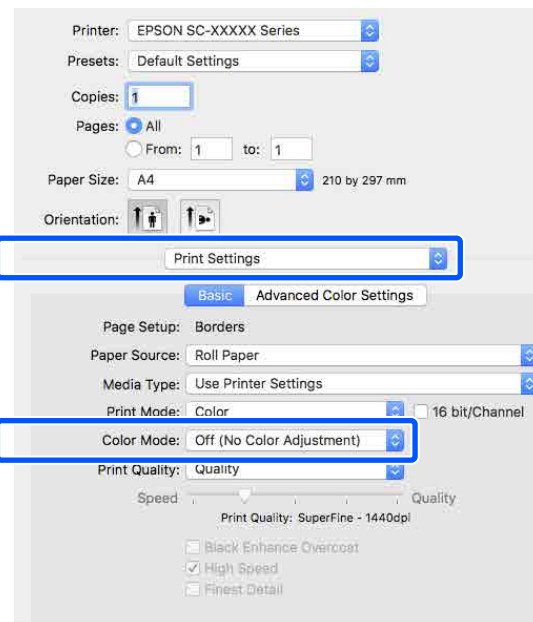 Printer: EPSON SC-XXXXX Series
Presets: Default Settings
Copies: 1
Pages: All
From: 1 to: 1
Paper Size: A4 210 by 297 mm
Orientation:
Print Settings
Basic Advanced Color Settings
Page Setup: Borders
Paper Source: Roll Paper
Media Type: Use Printer Settings
Print Mode: Color 16 bit/Channel
Color Mode: Off (No Color Adjustment)
Print Quality: Quality
Speed Quality
Print Quality: SuperFine - 1440dpi
Black Enhance Overcoat
High Speed
Finest Detail